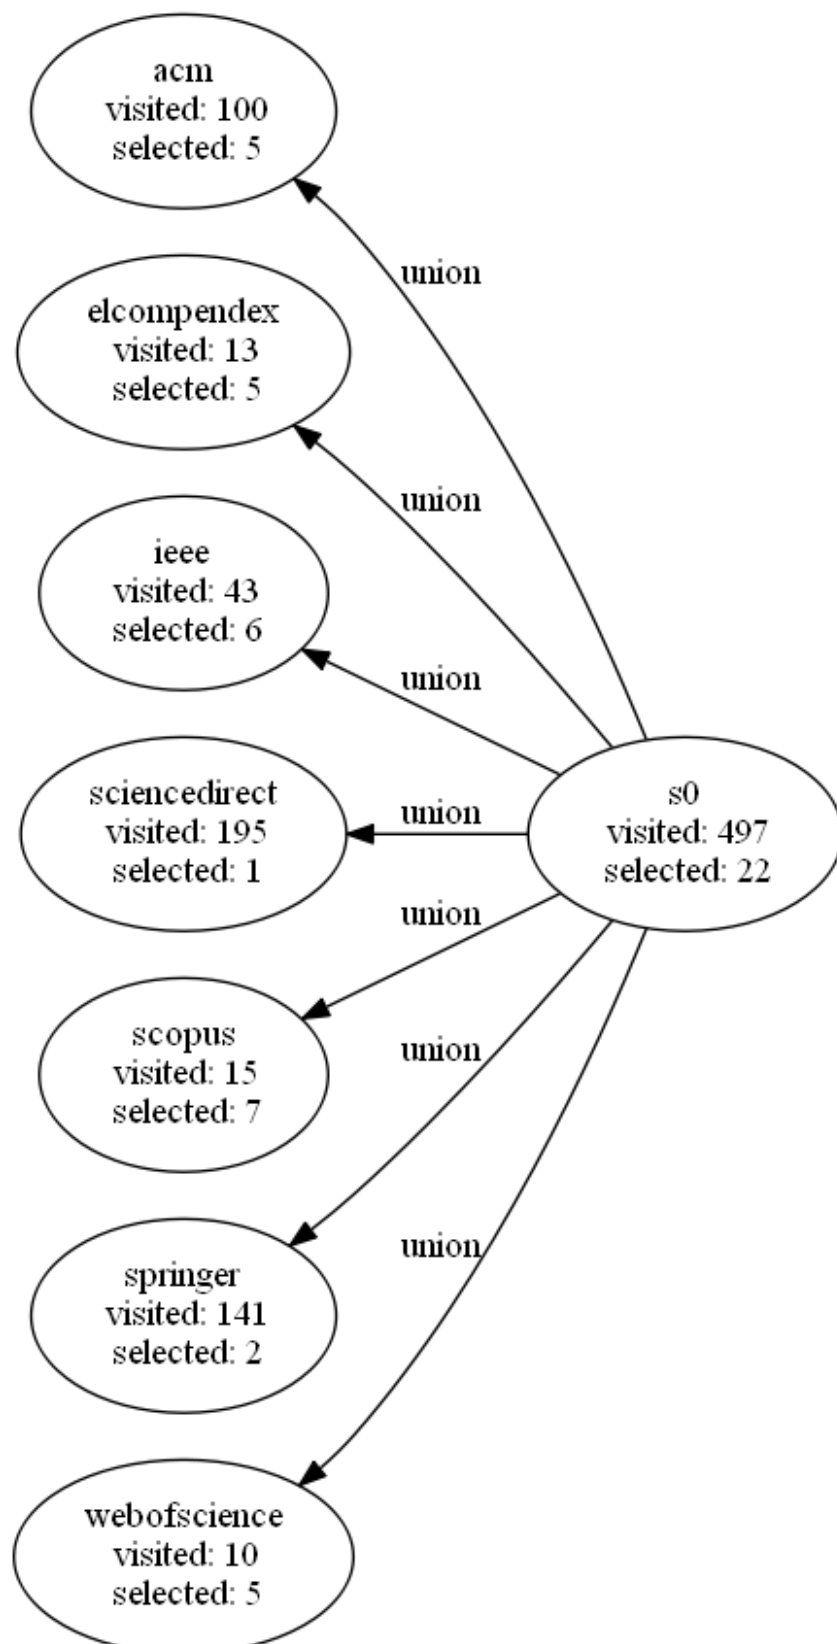 acm
visited: 100
selected: 5
union
elcompendex
visited: 13
selected: 5
union
ieee
visited: 43
selected: 6
union
sciencedirect
visited: 195
selected: 1
union
s0
visited: 497
selected: 22
union
scopus
visited: 15
selected: 7
union
springer
visited: 141
selected: 2
union
webofscience
visited: 10
selected: 5